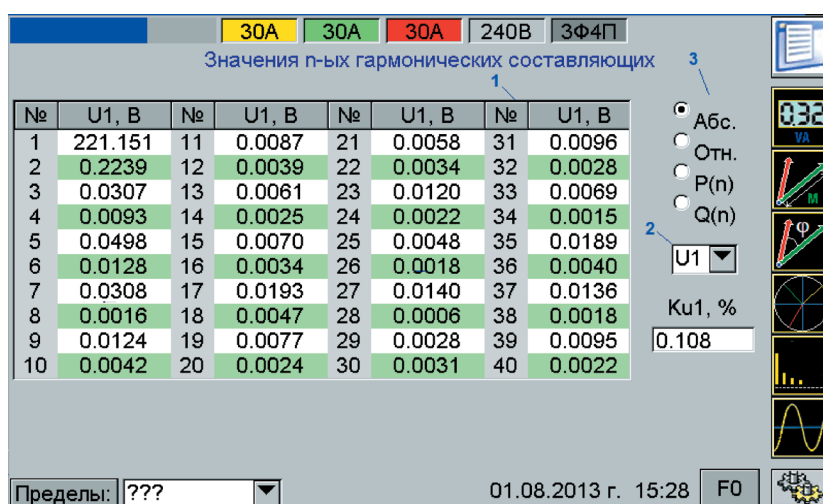 30А 30А 30А 240В 3Ф4П
Значения n-ых гармонических составляющих
3
1
№ U1, В № U1, В № U1, В № U1, В
1 221.151 11 0.0087 21 0.0058 31 0.0096
2 0.2239 12 0.0039 22 0.0034 32 0.0028
3 0.0307 13 0.0061 23 0.0120 33 0.0069
4 0.0093 14 0.0025 24 0.0022 34 0.0015
5 0.0498 15 0.0070 25 0.0048 35 0.0189
6 0.0128 16 0.0034 26 0.0018 36 0.0040
7 0.0308 17 0.0193 27 0.0140 37 0.0136
8 0.0016 18 0.0047 28 0.0006 38 0.0018
9 0.0124 19 0.0077 29 0.0028 39 0.0095
10 0.0042 20 0.0024 30 0.0031 40 0.0022
Абс.
Отн.
P(n)
Q(n)
2
U1
Ku1, %
0.108
0.32
VA
M
φ
Пределы: ???
01.08.2013 г. 15:28 F0